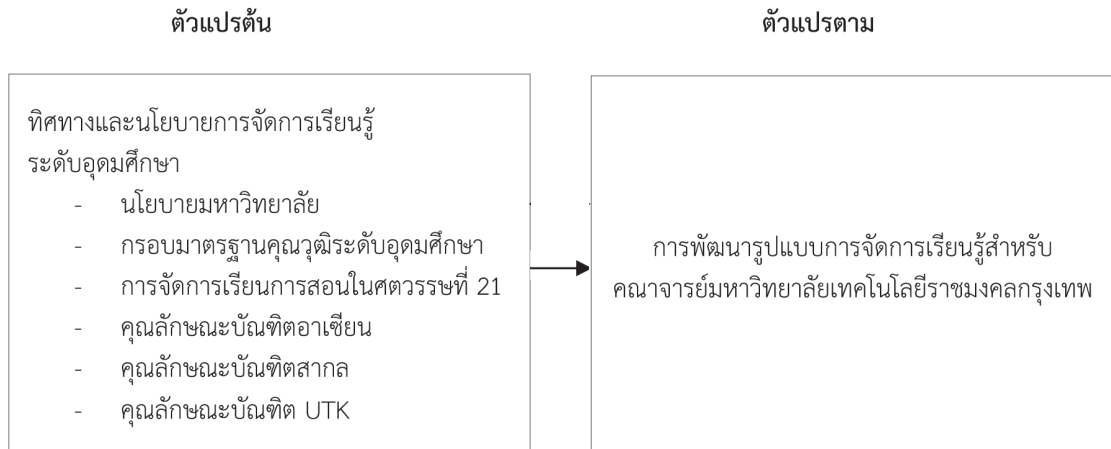 ตัวแปรต้น
ตัวแปรตาม
ทิศทางและนโยบายการจัดการเรียนรู้
ระดับอุดมศึกษา
- นโยบายมหาวิทยาลัย
- กรอบมาตรฐานคุณวุฒิระดับอุดมศึกษา
- การจัดการเรียนการสอนในศตวรรษที่ 21
- คุณลักษณะบัณฑิตอาเซียน
- คุณลักษณะบัณฑิตสากล
- คุณลักษณะบัณฑิต UTK
การพัฒนารูปแบบการจัดการเรียนรู้สำหรับ
คณาจารย์มหาวิทยาลัยเทคโนโลยีราชมงคลกรุงเทพ